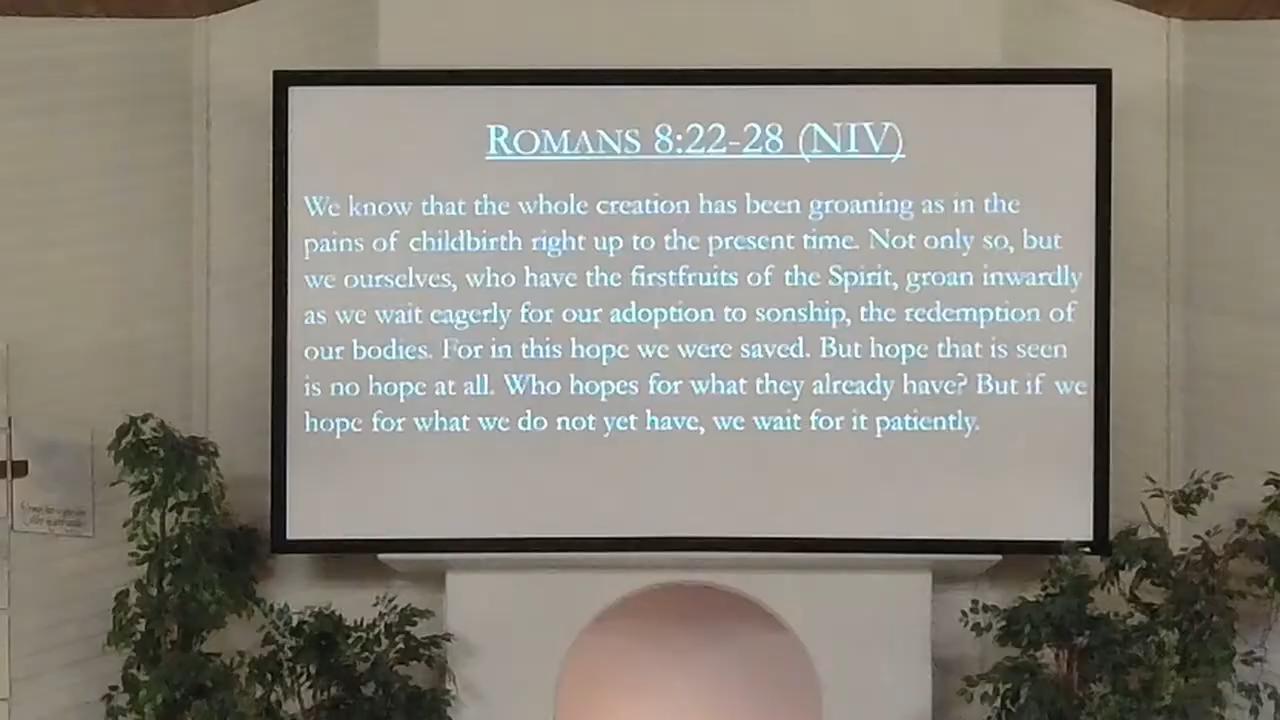 ROMANS 8:22-28 (NIV)
We know that the whole creation has been groaning as in the
pains of childbirth right up to the present time. Not only so, but
we ourselves, who have the firstfruits of the Spirit, groan inwardly
as we wait eagerly for our adoption to sonship, the redemption of
our bodies. For in this hope we were saved. But hope that is seen
is no hope at all. Who hopes for what they already have? But if we
hope for what we do not yet have, we wait for it patiently.